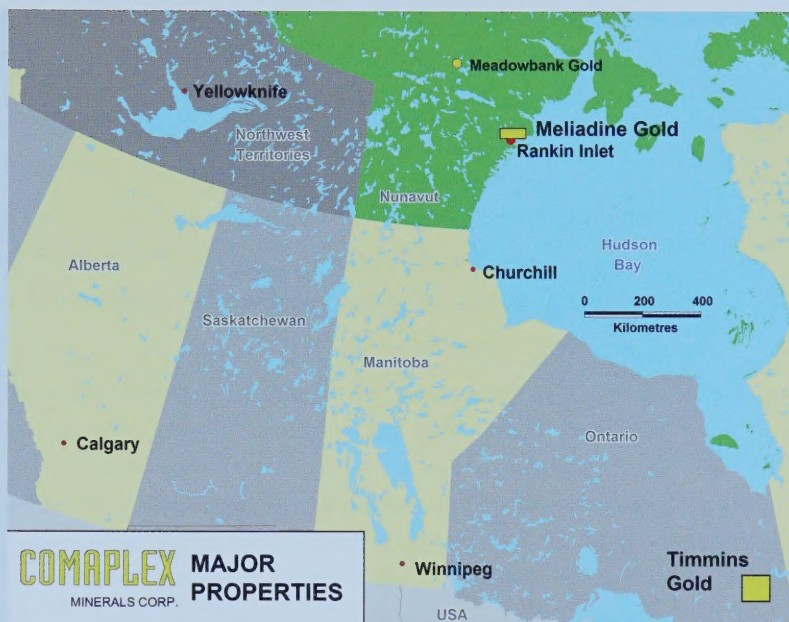 Meadowbank Gold
Yellowknife
Meliadine Gold
Rankin Inlet
Northwest
Territories
Nunavut
Hudson
Bay
Alberta
Churchill
0 200 400
Kilometres
Saskatchewan
Manitoba
Calgary
Ontario
COMAPLEX
MINERALS CORP.
MAJOR
PROPERTIES
Winnipeg
Timmins
Gold
USA